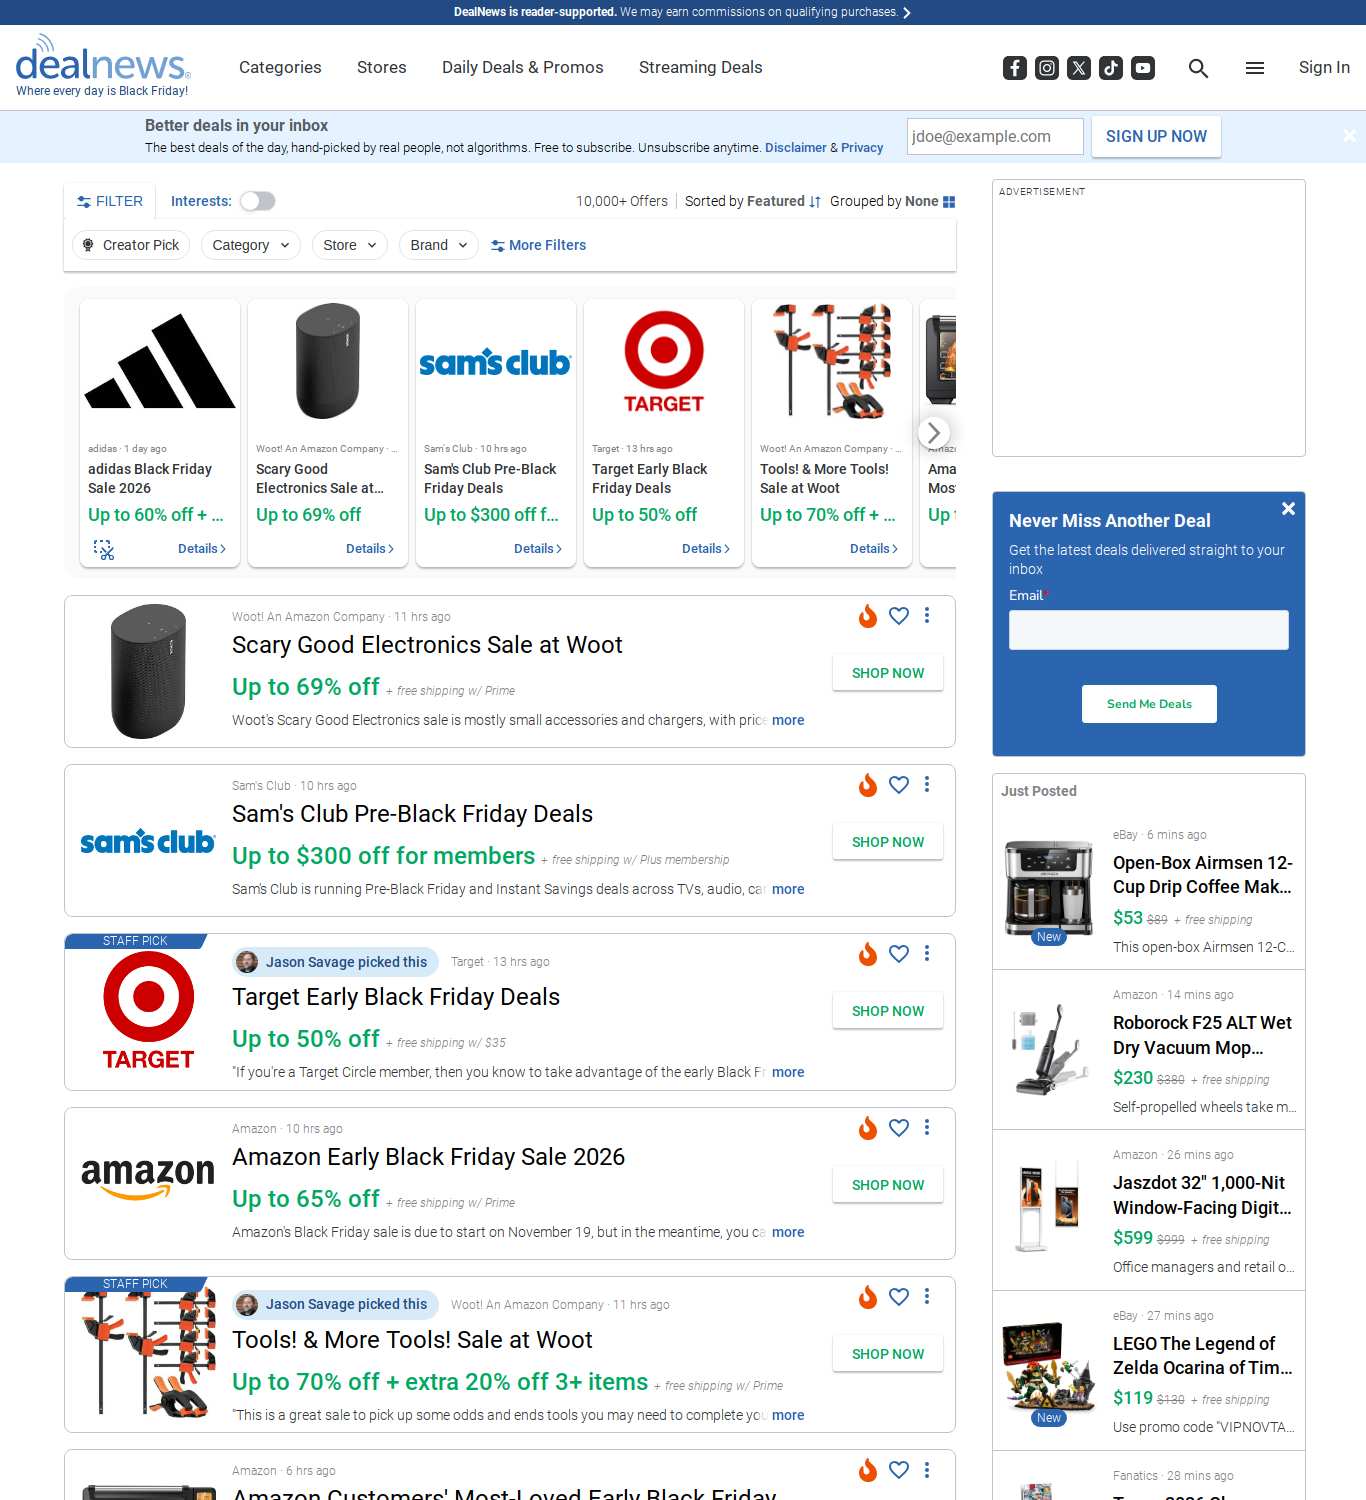 DealNews is reader-supported. We may earn commissions on qualifying purchases.
dealnews
Where every day is Black Friday!
Categories
Stores
Daily Deals & Promos
Streaming Deals
Sign In
Better deals in your inbox
The best deals of the day, hand-picked by real people, not algorithms. Free to subscribe. Unsubscribe anytime. Disclaimer & Privacy
jdoe@example.com
SIGN UP NOW
FILTER
Interests:
10,000+ Offers
Sorted by Featured
Grouped by None
Creator Pick
Category
Store
Brand
More Filters
adidas · 1 day ago
adidas Black Friday
Sale 2026
Up to 60% off + ...
Details
Woot! An Amazon Company · ...
Scary Good
Electronics Sale at...
Up to 69% off
Details
sam's club
Sam's Club · 10 hrs ago
Sam's Club Pre-Black
Friday Deals
Up to $300 off f...
Details
TARGET
Target · 13 hrs ago
Target Early Black
Friday Deals
Up to 50% off
Details
Woot! An Amazon Company · ...
Tools! & More Tools!
Sale at Woot
Up to 70% off + ...
Details
Amaz
Ama
Most
Up t
Woot! An Amazon Company · 11 hrs ago
Scary Good Electronics Sale at Woot
Up to 69% off + free shipping w/ Prime
Woot's Scary Good Electronics sale is mostly small accessories and chargers, with price more
SHOP NOW
sam's club
Sam's Club · 10 hrs ago
Sam's Club Pre-Black Friday Deals
Up to $300 off for members + free shipping w/ Plus membership
Sam's Club is running Pre-Black Friday and Instant Savings deals across TVs, audio, car more
SHOP NOW
STAFF PICK
TARGET
Jason Savage picked this
Target · 13 hrs ago
Target Early Black Friday Deals
Up to 50% off + free shipping w/ $35
"If you're a Target Circle member, then you know to take advantage of the early Black Fr more
SHOP NOW
amazon
Amazon · 10 hrs ago
Amazon Early Black Friday Sale 2026
Up to 65% off + free shipping w/ Prime
Amazon's Black Friday sale is due to start on November 19, but in the meantime, you ca more
SHOP NOW
STAFF PICK
Jason Savage picked this
Woot! An Amazon Company · 11 hrs ago
Tools! & More Tools! Sale at Woot
Up to 70% off + extra 20% off 3+ items + free shipping w/ Prime
"This is a great sale to pick up some odds and ends tools you may need to complete you more
SHOP NOW
Amazon · 6 hrs ago
Amazon Customers' Most-Loved Early Black Friday
ADVERTISEMENT
Never Miss Another Deal
Get the latest deals delivered straight to your
inbox
Email*
Send Me Deals
Just Posted
eBay · 6 mins ago
Open-Box Airmsen 12-
Cup Drip Coffee Mak...
$53 $89 + free shipping
This open-box Airmsen 12-C...
New
Amazon · 14 mins ago
Roborock F25 ALT Wet
Dry Vacuum Mop...
$230 $380 + free shipping
Self-propelled wheels take m...
Amazon · 26 mins ago
Jaszdot 32" 1,000-Nit
Window-Facing Digit...
$599 $999 + free shipping
Office managers and retail o...
eBay · 27 mins ago
LEGO The Legend of
Zelda Ocarina of Tim...
$119 $130 + free shipping
Use promo code "VIPNOVTA...
New
Fanatics · 28 mins ago